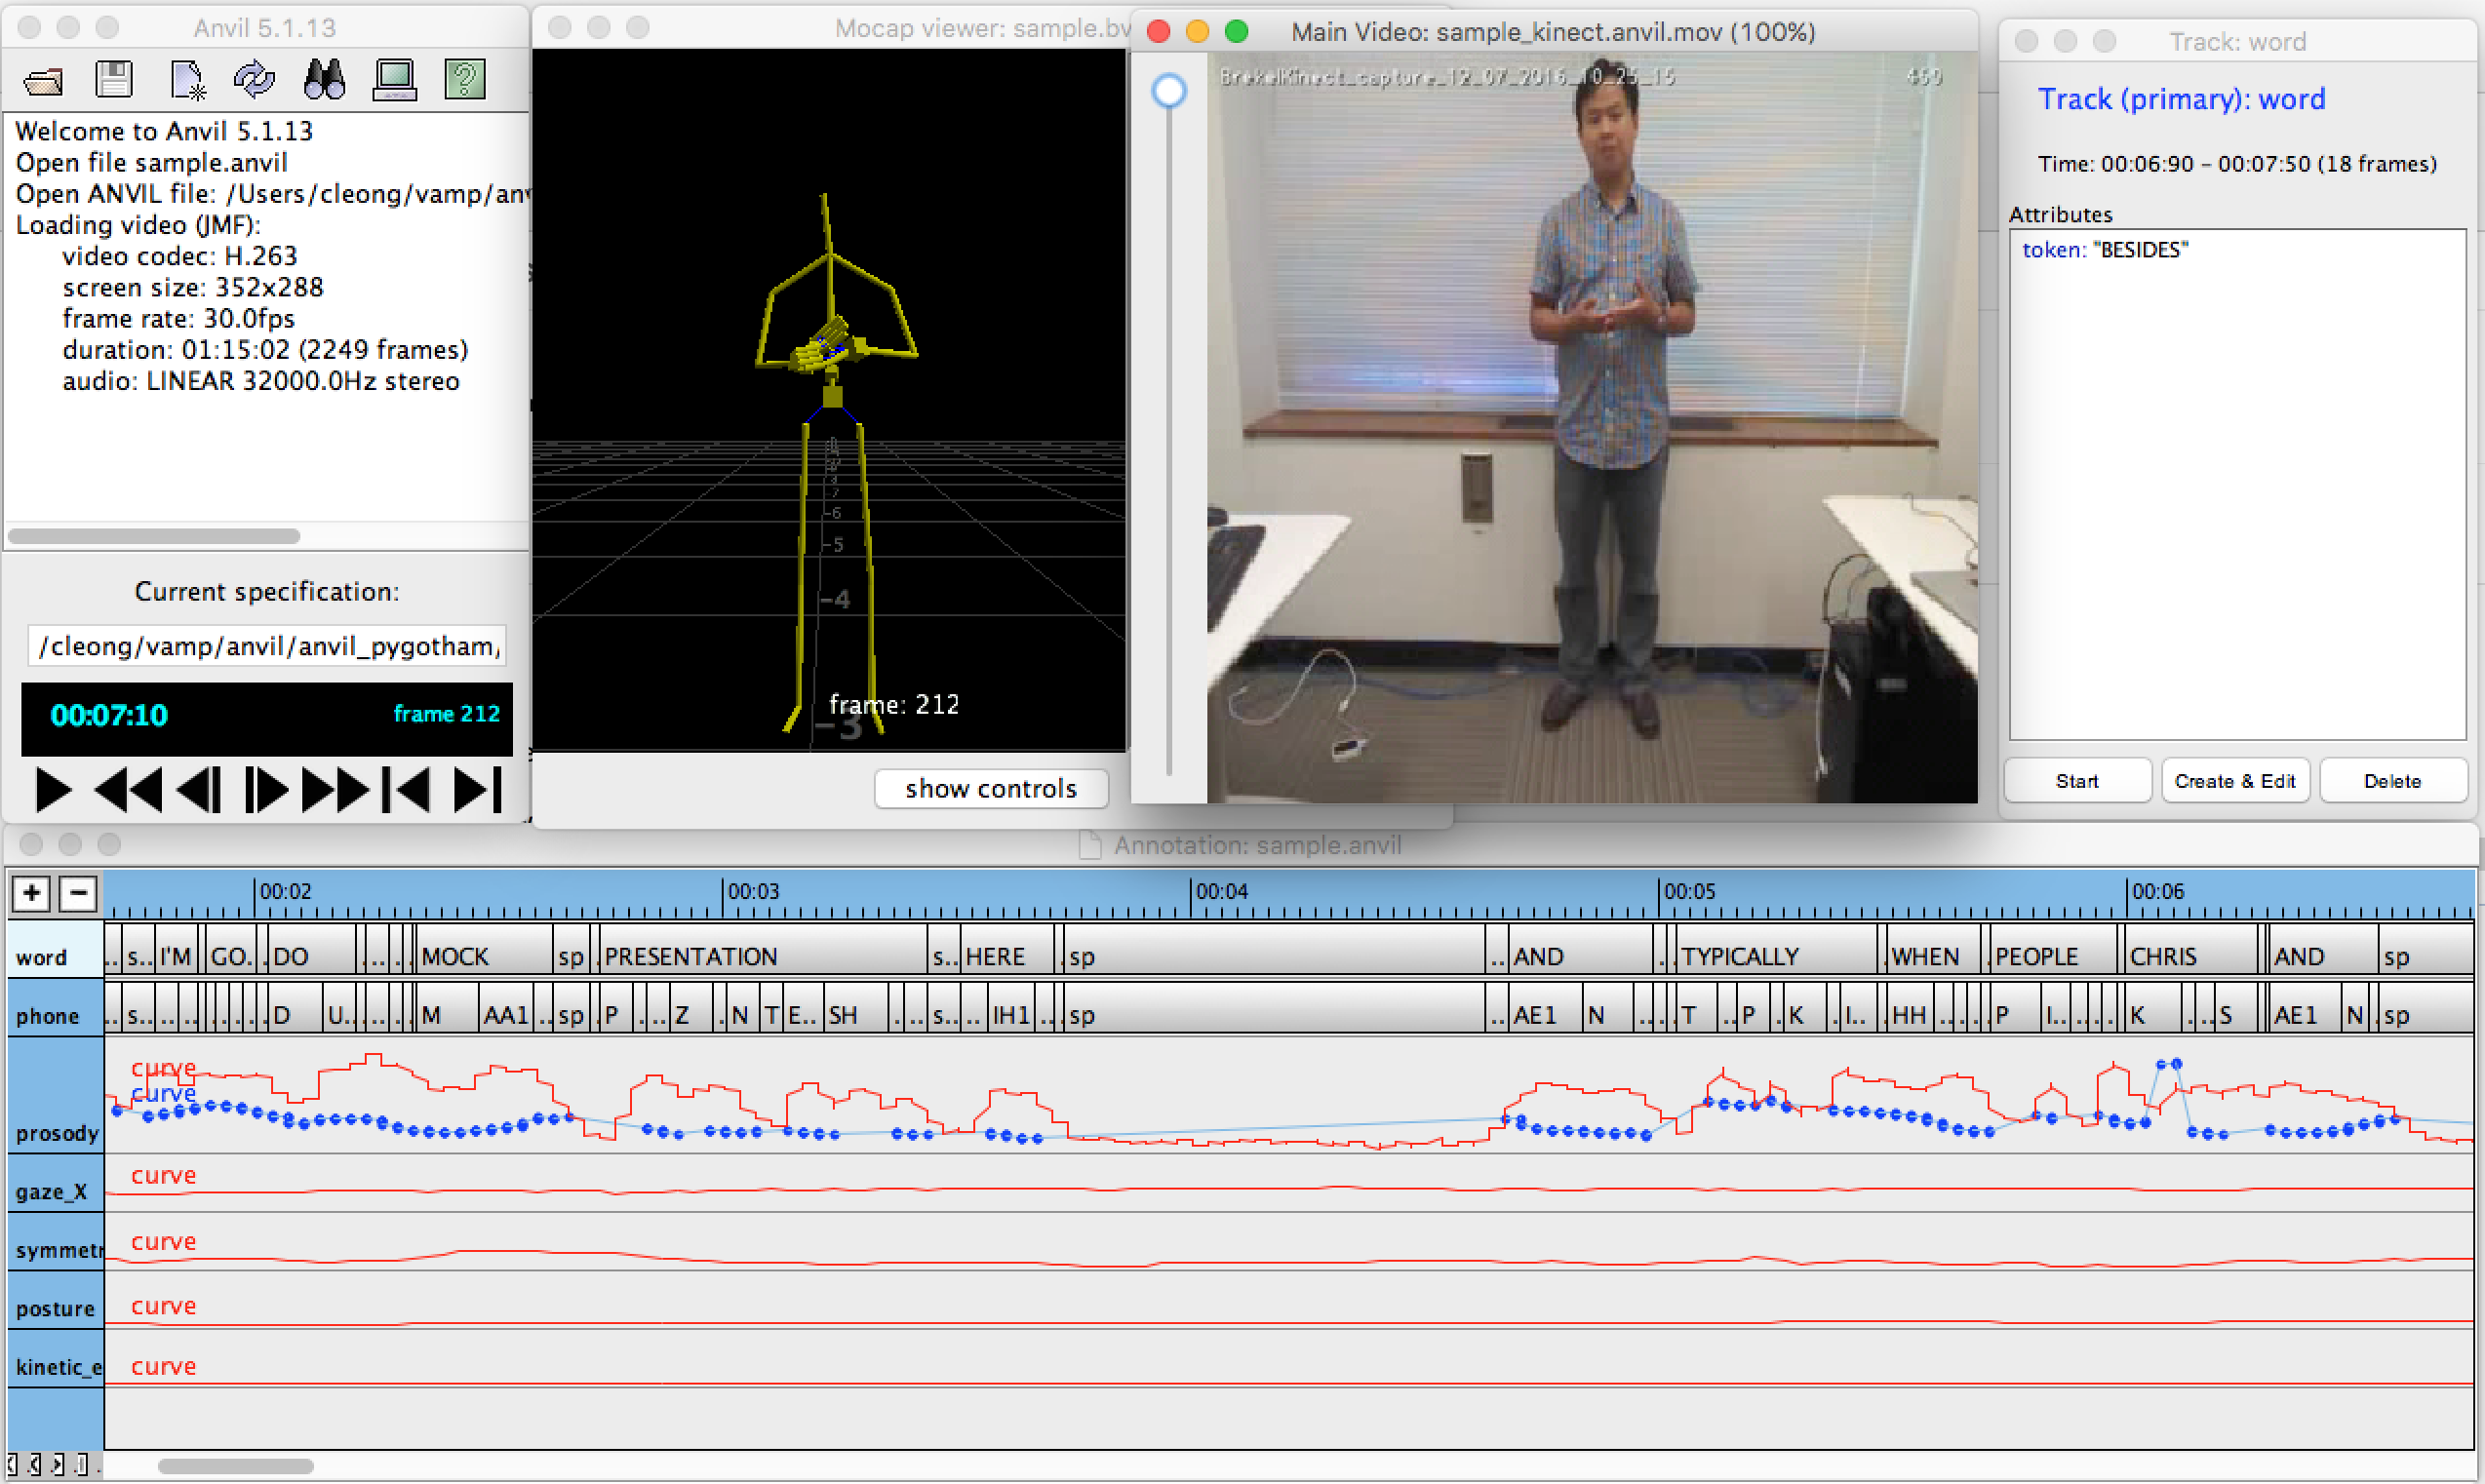 Anvil 5.1.13
Welcome to Anvil 5.1.13
Open file sample.anvil
Open ANVIL file: /Users/cleong/vamp/anv
Loading video (JMF):
video codec: H.263
screen size: 352x288
frame rate: 30.0fps
duration: 01:15:02 (2249 frames)
audio: LINEAR 32000.0Hz stereo
Current specification:
/cleong/vamp/anvil/anvil_pygotham,
00:07:10 frame 212
Mocap viewer: sample.bv
-6
-5
-4
-3
frame: 212
show controls
Main Video: sample_kinect.anvil.mov (100%)
BrekelKinect_capture_12_07_2016_10_25_15
Track: word
Track (primary): word
Time: 00:06:90 – 00:07:50 (18 frames)
Attributes
token: "BESIDES"
Start Create & Edit Delete
Annotation: sample.anvil
+ - 00:02 00:03 00:04 00:05 00:06
word .. s.. I'M GO. . DO .. .. . . MOCK sp . PRESENTATION s.. HERE . sp .. AND . . TYPICALLY . WHEN . PEOPLE CHRIS AND sp
phone .. s.. .. .. . . . . . D U.. .. . . M AA1 .. sp . P . .. Z . N T E.. SH . .. s.. .. IH1 .. . sp .. AE1 N .. . . T .. P . K . I.. . HH .. . . . P I.. . .. . . K . .. S AE1 N . sp
curve
curve
prosody
curve
gaze_X
curve
symmetr
curve
posture
curve
kinetic_e